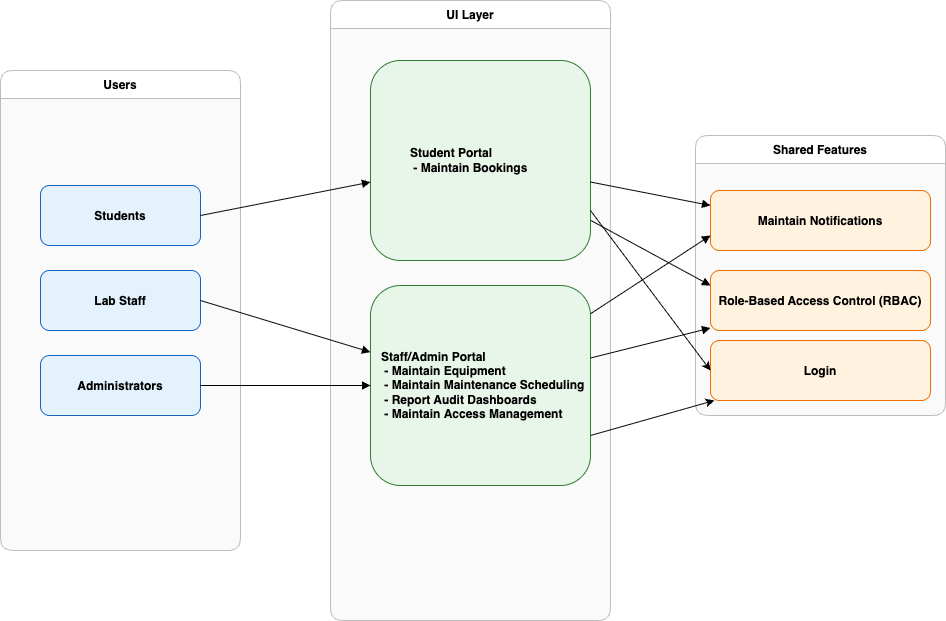 UI Layer
Users
Student Portal
- Maintain Bookings
Shared Features
Students
Maintain Notifications
Lab Staff
Role-Based Access Control (RBAC)
Staff/Admin Portal
- Maintain Equipment
- Maintain Maintenance Scheduling
- Report Audit Dashboards
- Maintain Access Management
Administrators
Login